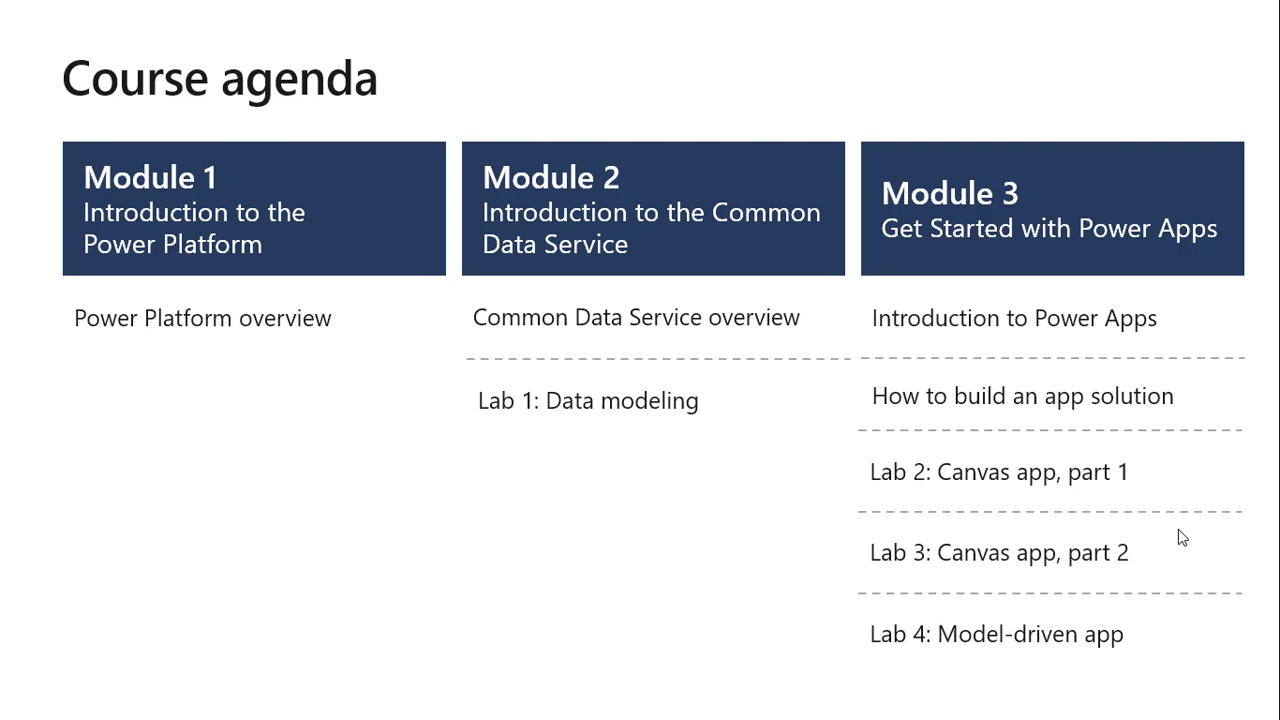 Course agenda
Module 1
Introduction to the
Power Platform
Power Platform overview
Module 2
Introduction to the Common
Data Service
Common Data Service overview
Lab 1: Data modeling
Module 3
Get Started with Power Apps
Introduction to Power Apps
How to build an app solution
Lab 2: Canvas app, part 1
Lab 3: Canvas app, part 2
Lab 4: Model-driven app